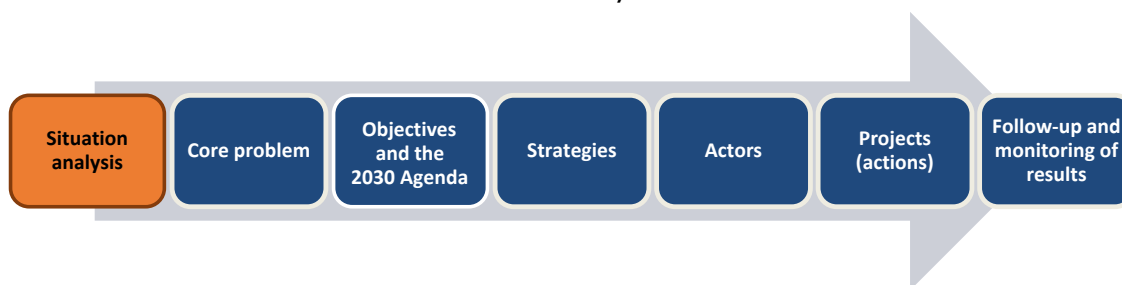 Situation
analysis
Core problem
Objectives
and the
2030 Agenda
Strategies
Actors
Projects
(actions)
Follow-up and
monitoring of
results